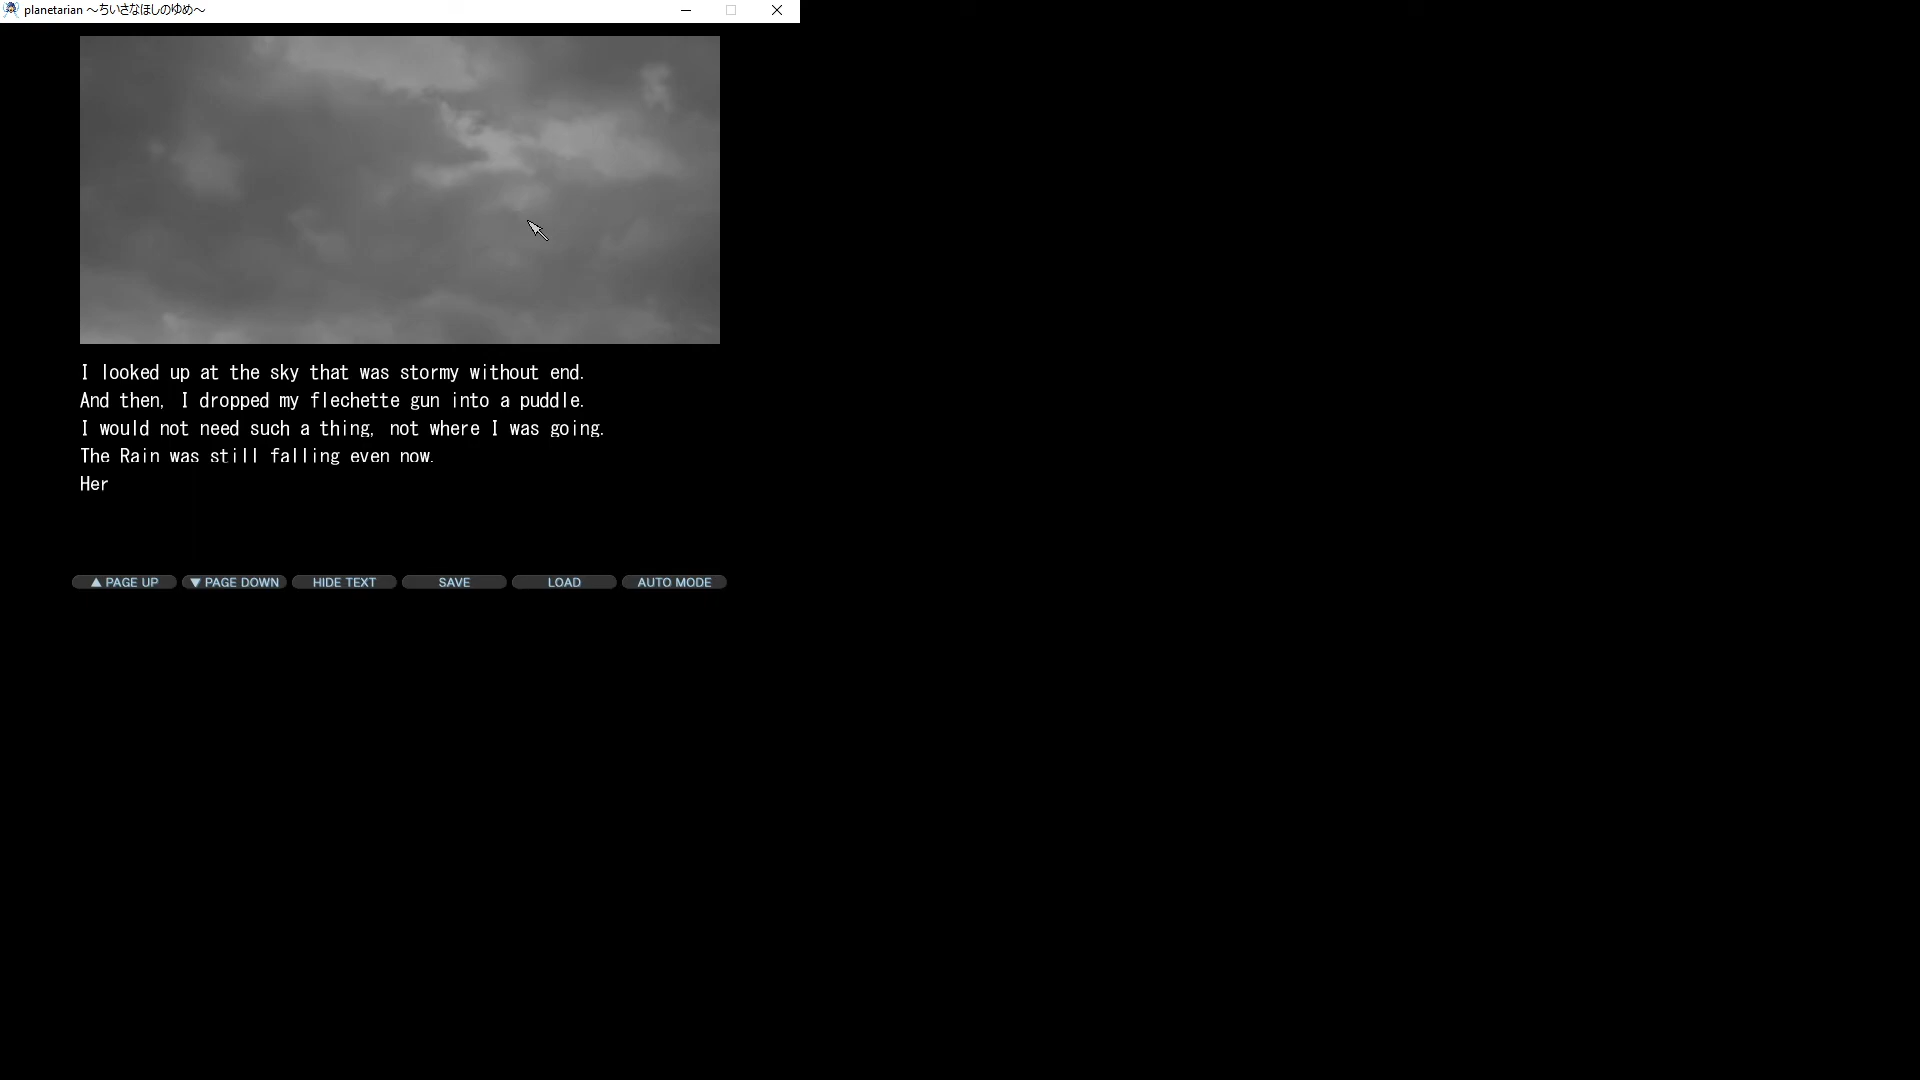 planetarian ～ちいさなほしのゆめ～
I looked up at the sky that was stormy without end.
And then, I dropped my flechette gun into a puddle.
I would not need such a thing, not where I was going.
The Rain was still falling even now.
Her
▲ PAGE UP
▼ PAGE DOWN
HIDE TEXT
SAVE
LOAD
AUTO MODE